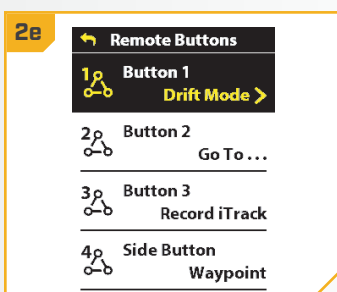 2e
Remote Buttons
1 Button 1
Drift Mode >
2 Button 2
Go To ...
3 Button 3
Record iTrack
4 Side Button
Waypoint